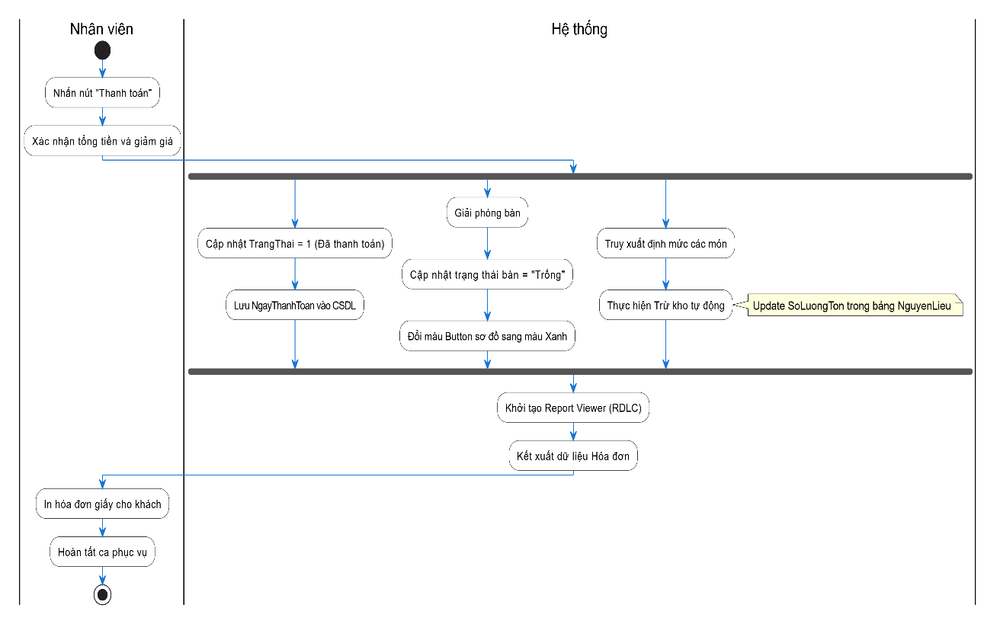 Nhân viên
Hệ thống
Nhấn nút "Thanh toán"
Xác nhận tổng tiền và giảm giá
Giải phóng bàn
Cập nhật TrangThai = 1 (Đã thanh toán)
Truy xuất định mức các món
Cập nhật trạng thái bàn = "Trống"
Lưu NgayThanhToan vào CSDL
Thực hiện Trừ kho tự động
Update SoLuongTon trong bảng NguyenLieu
Đổi màu Button sơ đồ sang màu Xanh
Khởi tạo Report Viewer (RDLC)
Kết xuất dữ liệu Hóa đơn
In hóa đơn giấy cho khách
Hoàn tất ca phục vụ